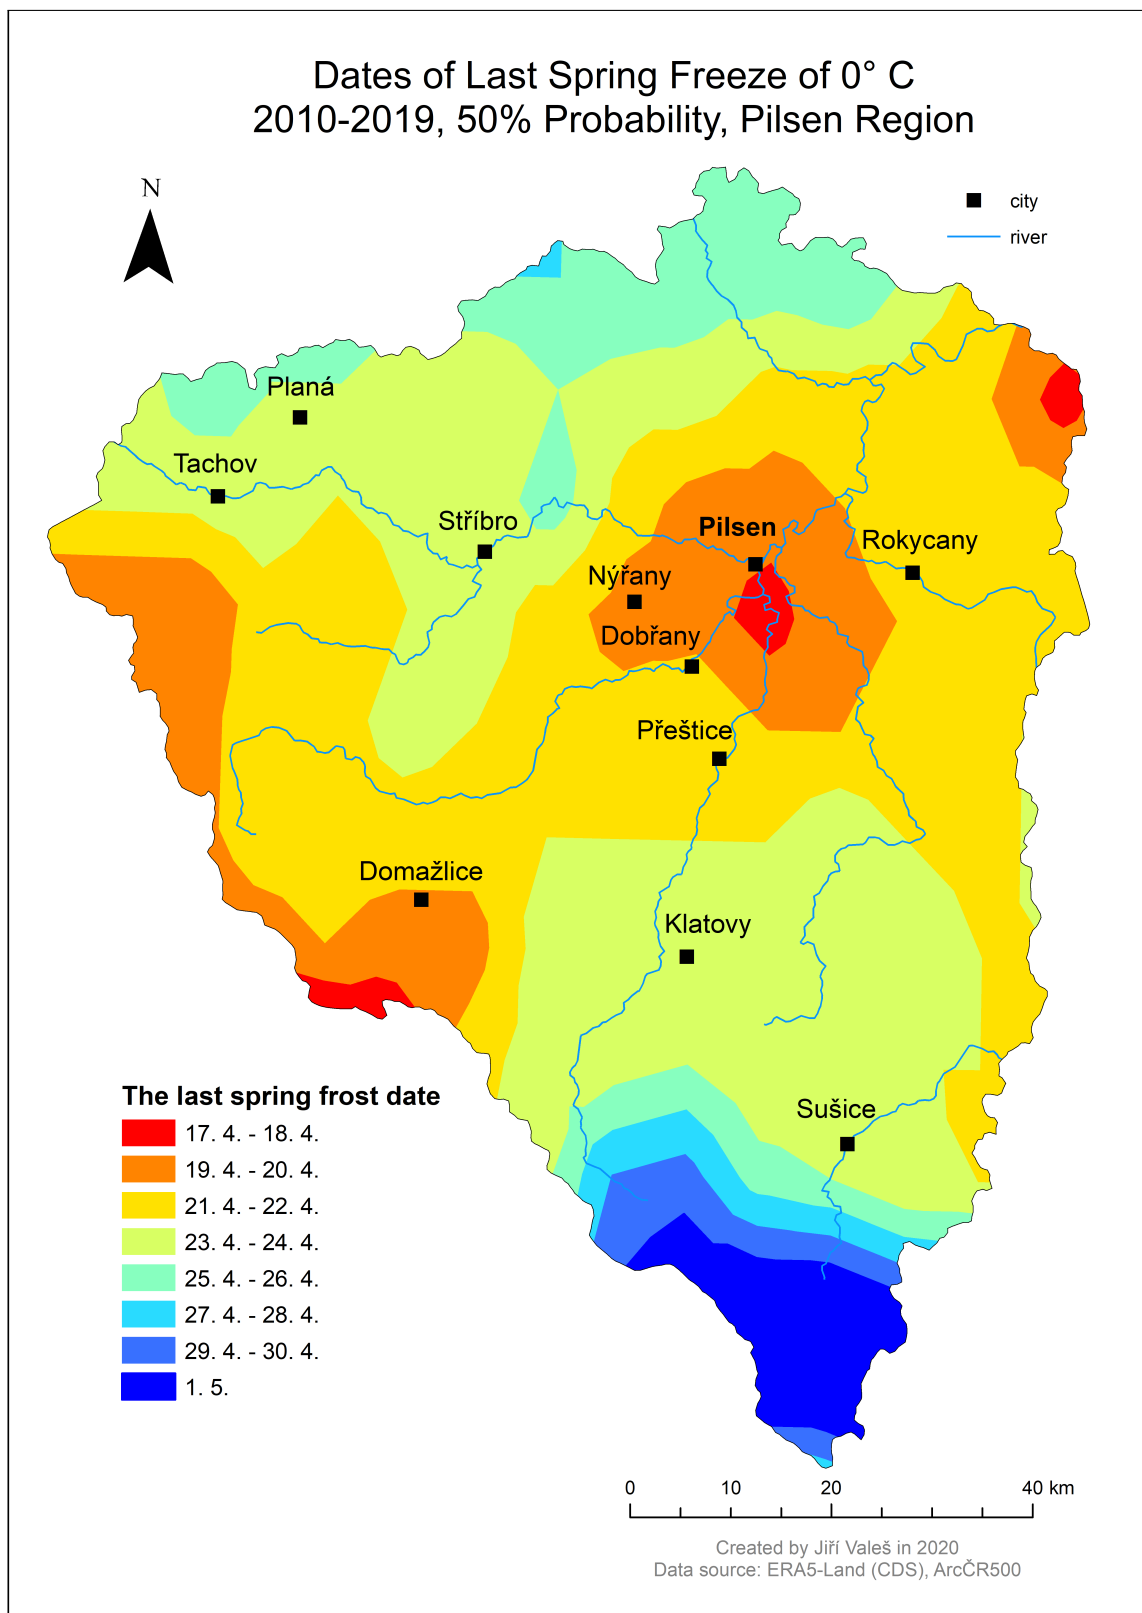 Dates of Last Spring Freeze of 0° C
2010-2019, 50% Probability, Pilsen Region
N
city
river
Planá
Tachov
Stříbro
Pilsen
Rokycany
Nýřany
Dobřany
Přeštice
Domažlice
Klatovy
Sušice
The last spring frost date
17. 4. - 18. 4.
19. 4. - 20. 4.
21. 4. - 22. 4.
23. 4. - 24. 4.
25. 4. - 26. 4.
27. 4. - 28. 4.
29. 4. - 30. 4.
1. 5.
0 10 20 40 km
Created by Jiří Valeš in 2020
Data source: ERA5-Land (CDS), ArcČR500